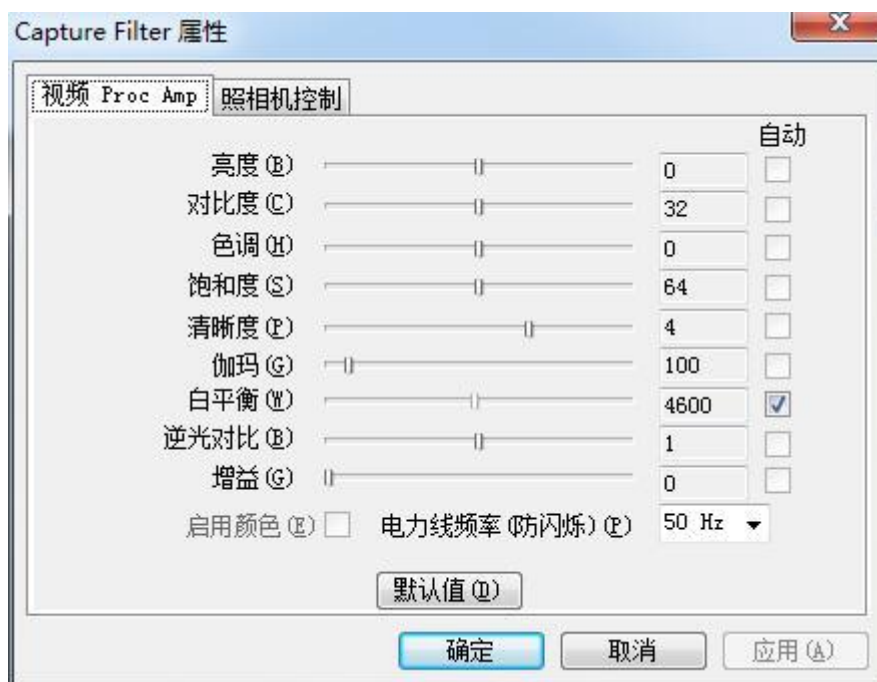 Capture Filter 属性
视频 Proc Amp 照相机控制
自动
亮度(B) 0
对比度(C) 32
色调(H) 0
饱和度(S) 64
清晰度(P) 4
伽玛(G) 100
白平衡(W) 4600
逆光对比(B) 1
增益(G) 0
启用颜色(E) 电力线频率(防闪烁)(P) 50 Hz
默认值(D)
确定 取消 应用(A)